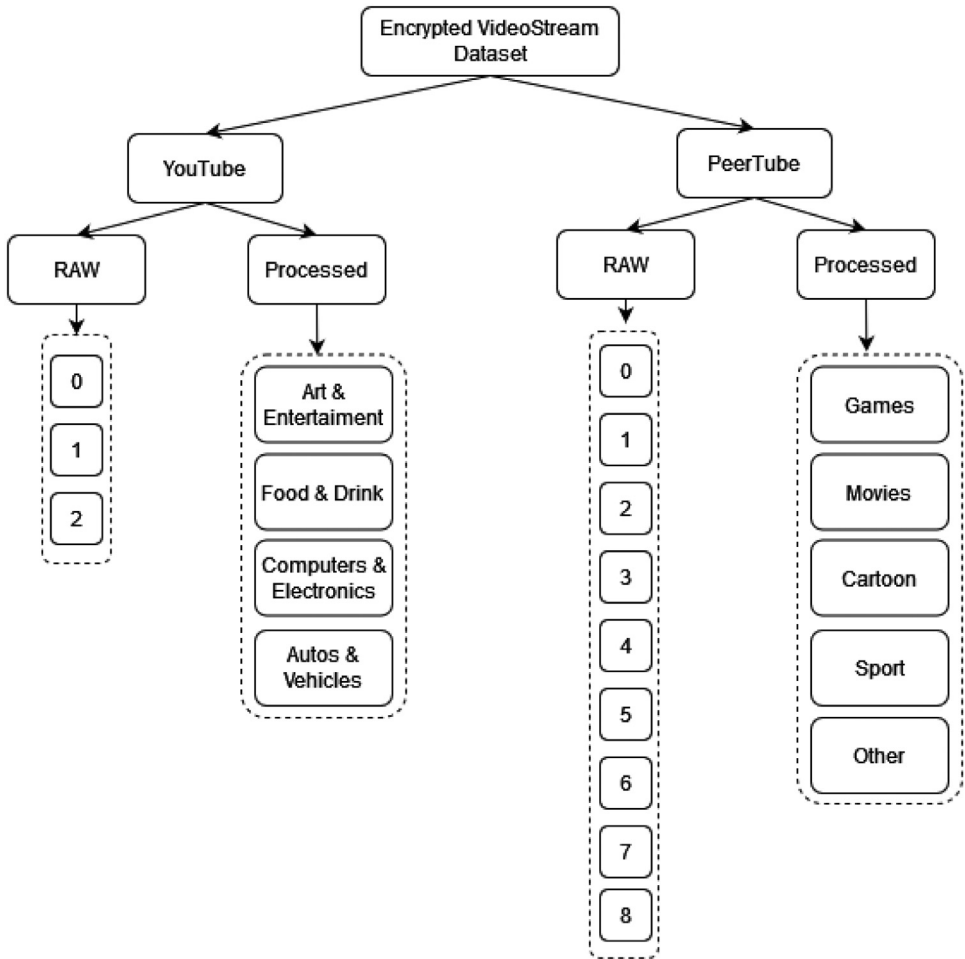 Encrypted VideoStream
Dataset
YouTube
PeerTube
RAW
Processed
RAW
Processed
0
1
2
Art &
Entertaiment
Food & Drink
Computers &
Electronics
Autos &
Vehicles
0
1
2
3
4
5
6
7
8
Games
Movies
Cartoon
Sport
Other